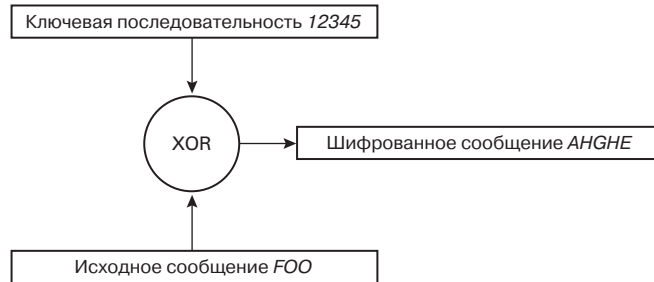 Ключевая последовательность 12345
XOR
Шифрованное сообщение AHGHE
Исходное сообщение FOO